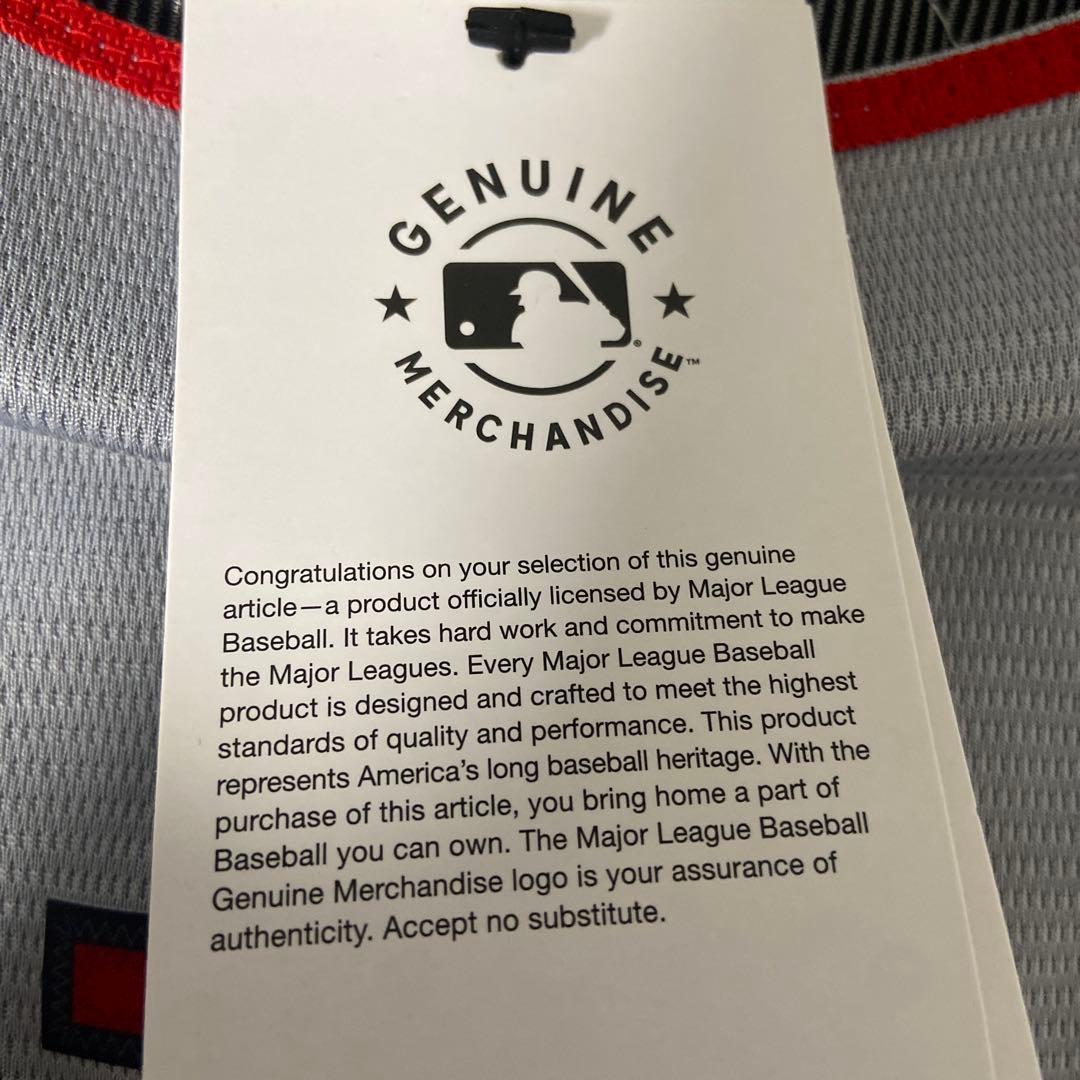 GENUINE
MERCHANDISE™
®
Congratulations on your selection of this genuine
article—a product officially licensed by Major League
Baseball. It takes hard work and commitment to make
the Major Leagues. Every Major League Baseball
product is designed and crafted to meet the highest
standards of quality and performance. This product
represents America's long baseball heritage. With the
purchase of this article, you bring home a part of
Baseball you can own. The Major League Baseball
Genuine Merchandise logo is your assurance of
authenticity. Accept no substitute.